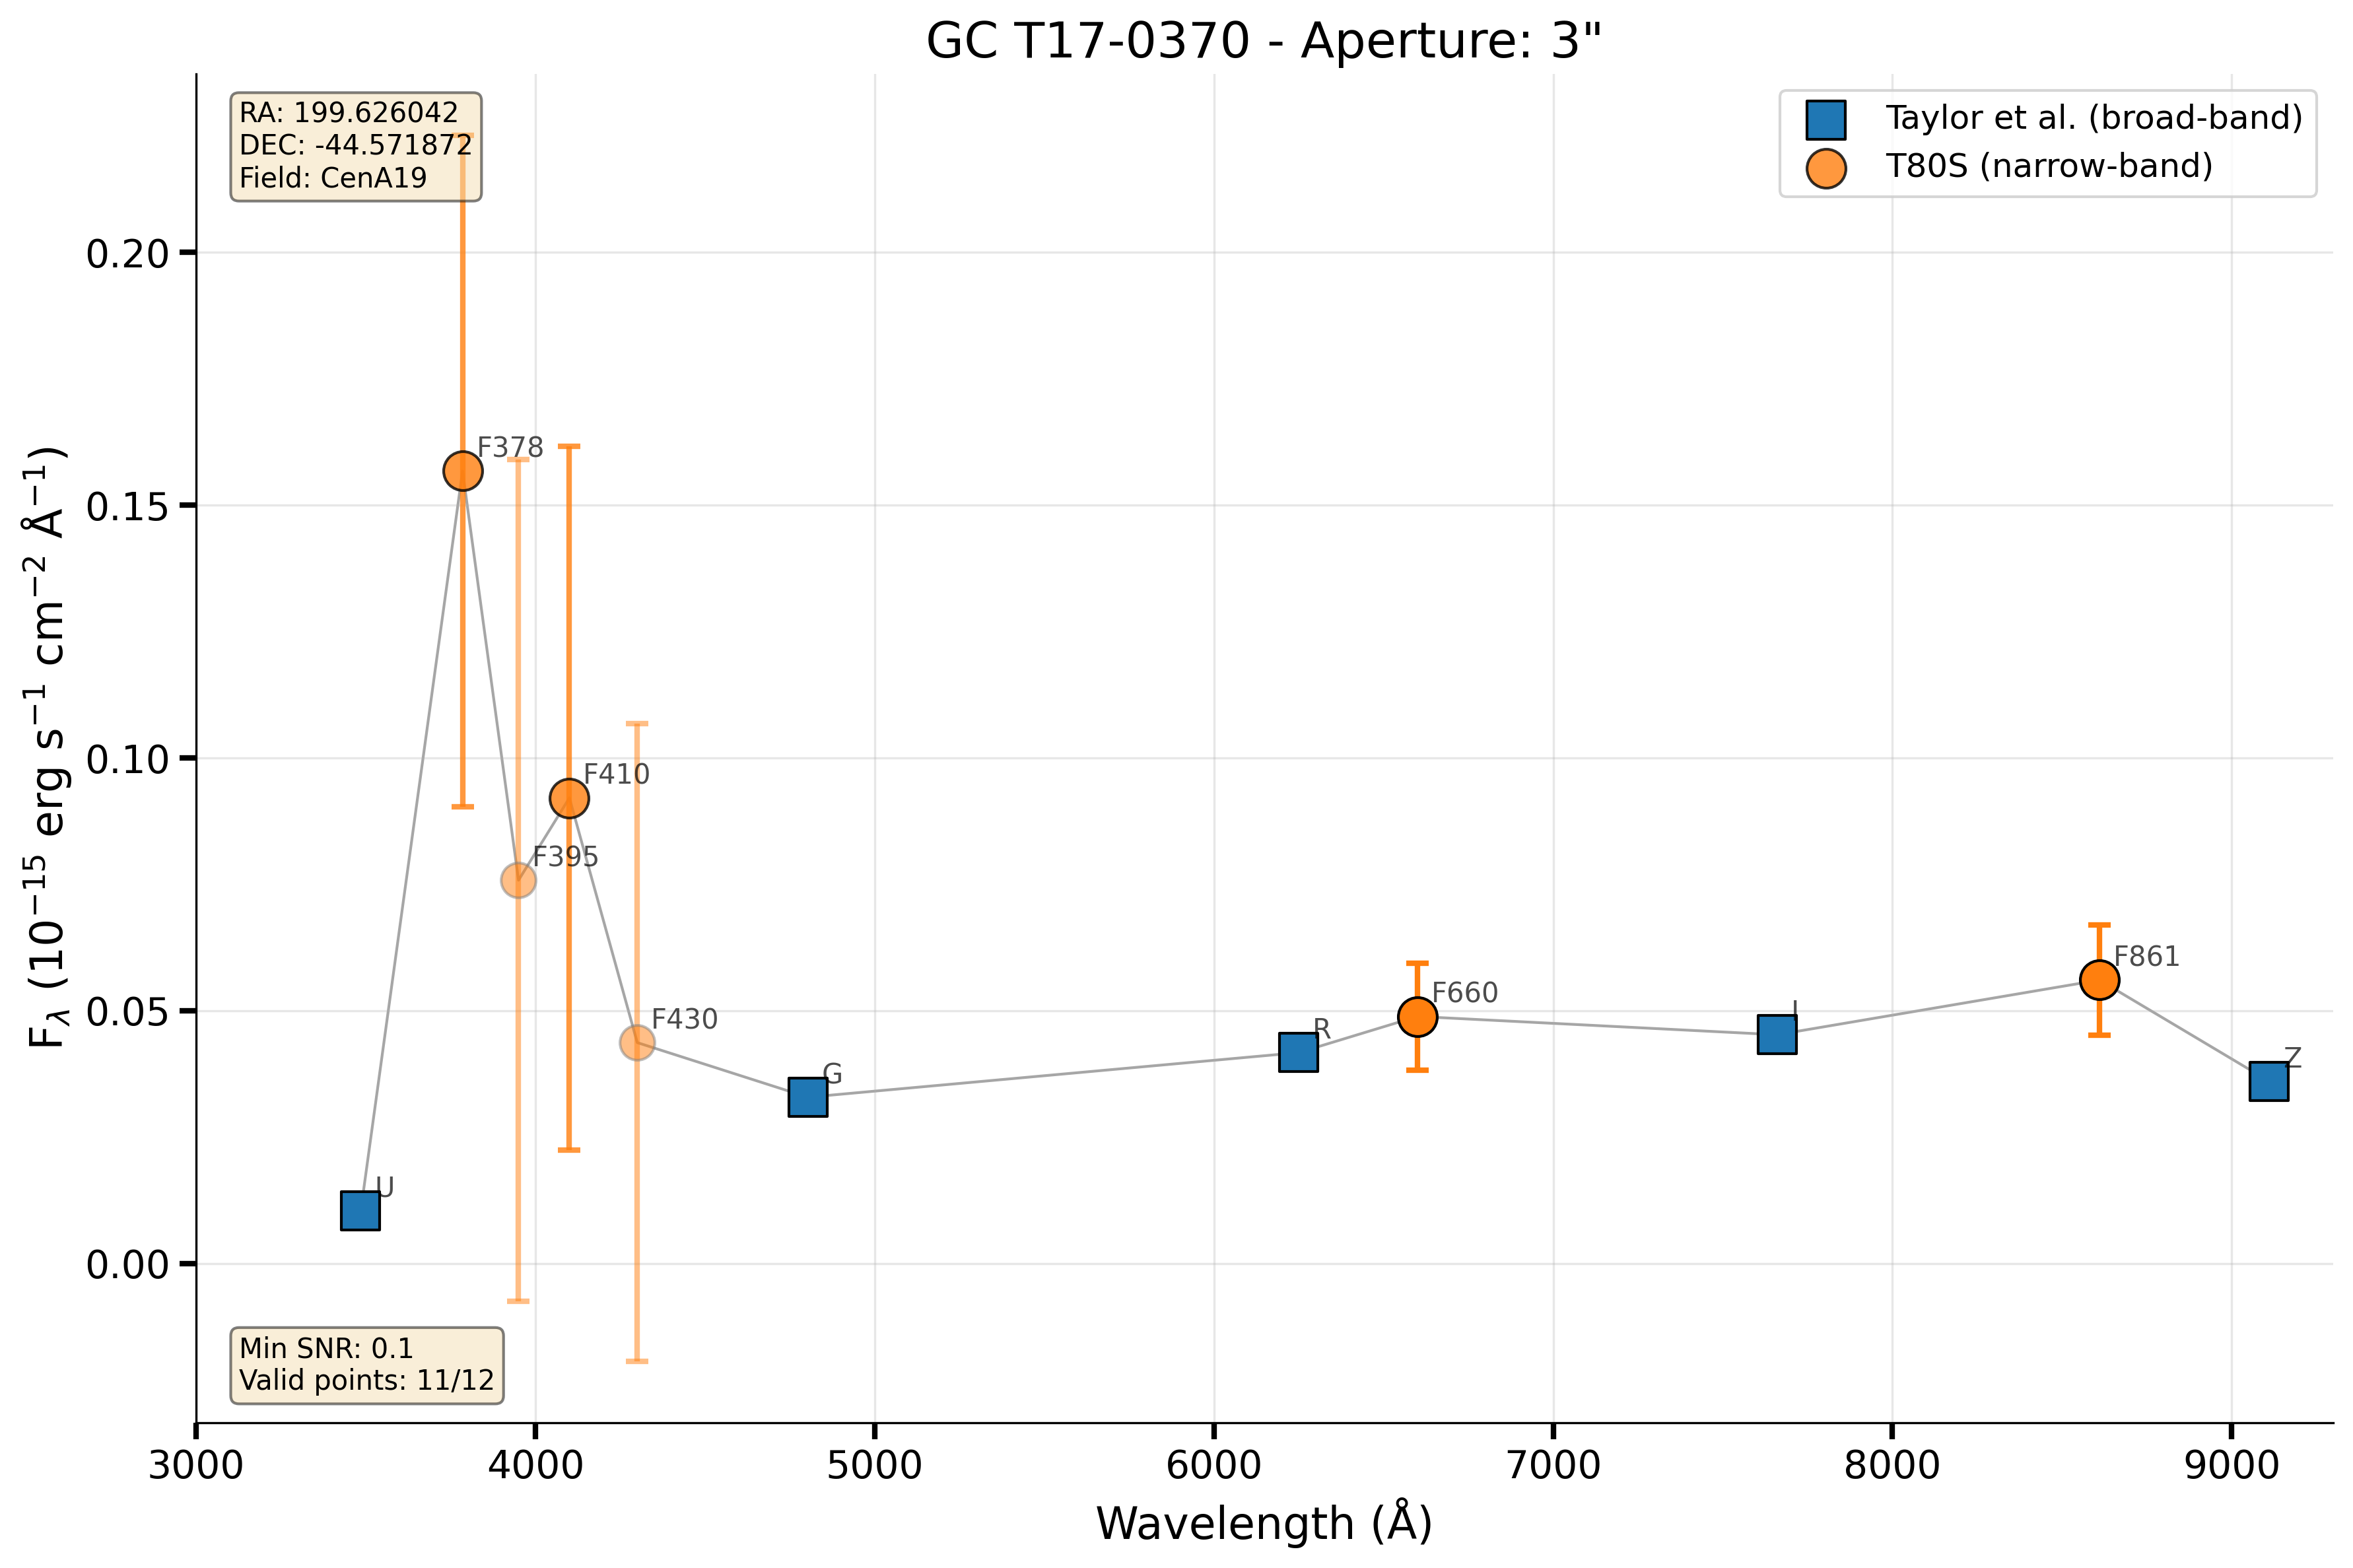 GC T17-0370 - Aperture: 3"
RA: 199.626042
DEC: -44.571872
Field: CenA19
Taylor et al. (broad-band)
T80S (narrow-band)
F378
F410
F395
F430
F660
F861
U
G
R
I
Z
Min SNR: 0.1
Valid points: 11/12
0.20
0.15
0.10
0.05
0.00
F_λ (10⁻¹⁵ erg s⁻¹ cm⁻² Å⁻¹)
3000 4000 5000 6000 7000 8000 9000
Wavelength (Å)